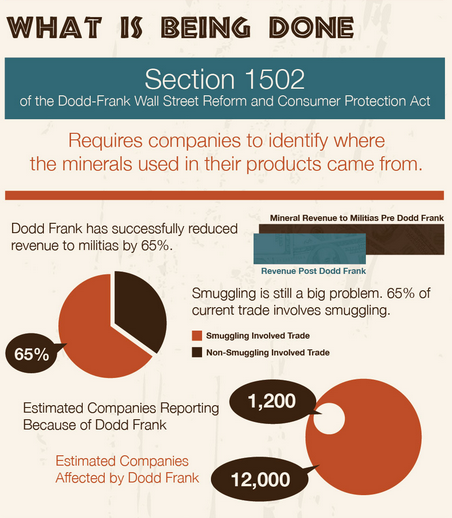 WHAT IS BEING DONE
Section 1502
of the Dodd-Frank Wall Street Reform and Consumer Protection Act
Requires companies to identify where
the minerals used in their products came from.
Dodd Frank has successfully reduced
revenue to militias by 65%.
Mineral Revenue to Militias Pre Dodd Frank
Revenue Post Dodd Frank
Smuggling is still a big problem. 65% of
current trade involves smuggling.
65%
Smuggling Involved Trade
Non-Smuggling Involved Trade
Estimated Companies Reporting
Because of Dodd Frank
1,200
Estimated Companies
Affected by Dodd Frank
12,000